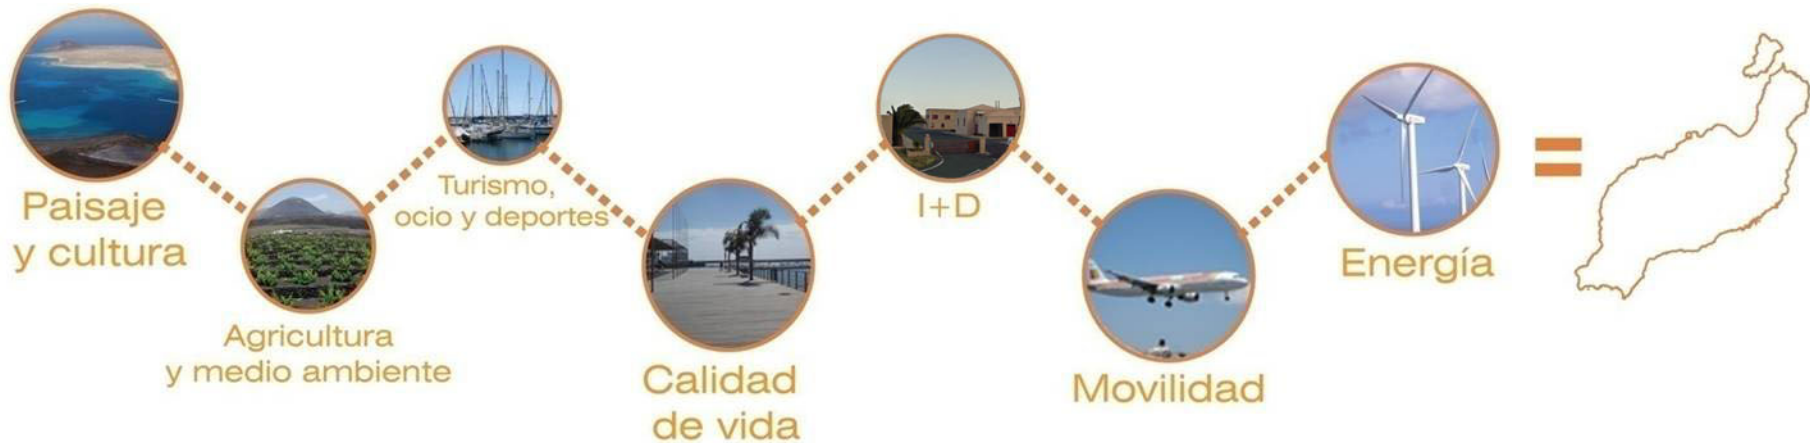 Paisaje
y cultura
Agricultura
y medio ambiente
Turismo,
ocio y deportes
Calidad
de vida
I+D
Movilidad
Energía
=